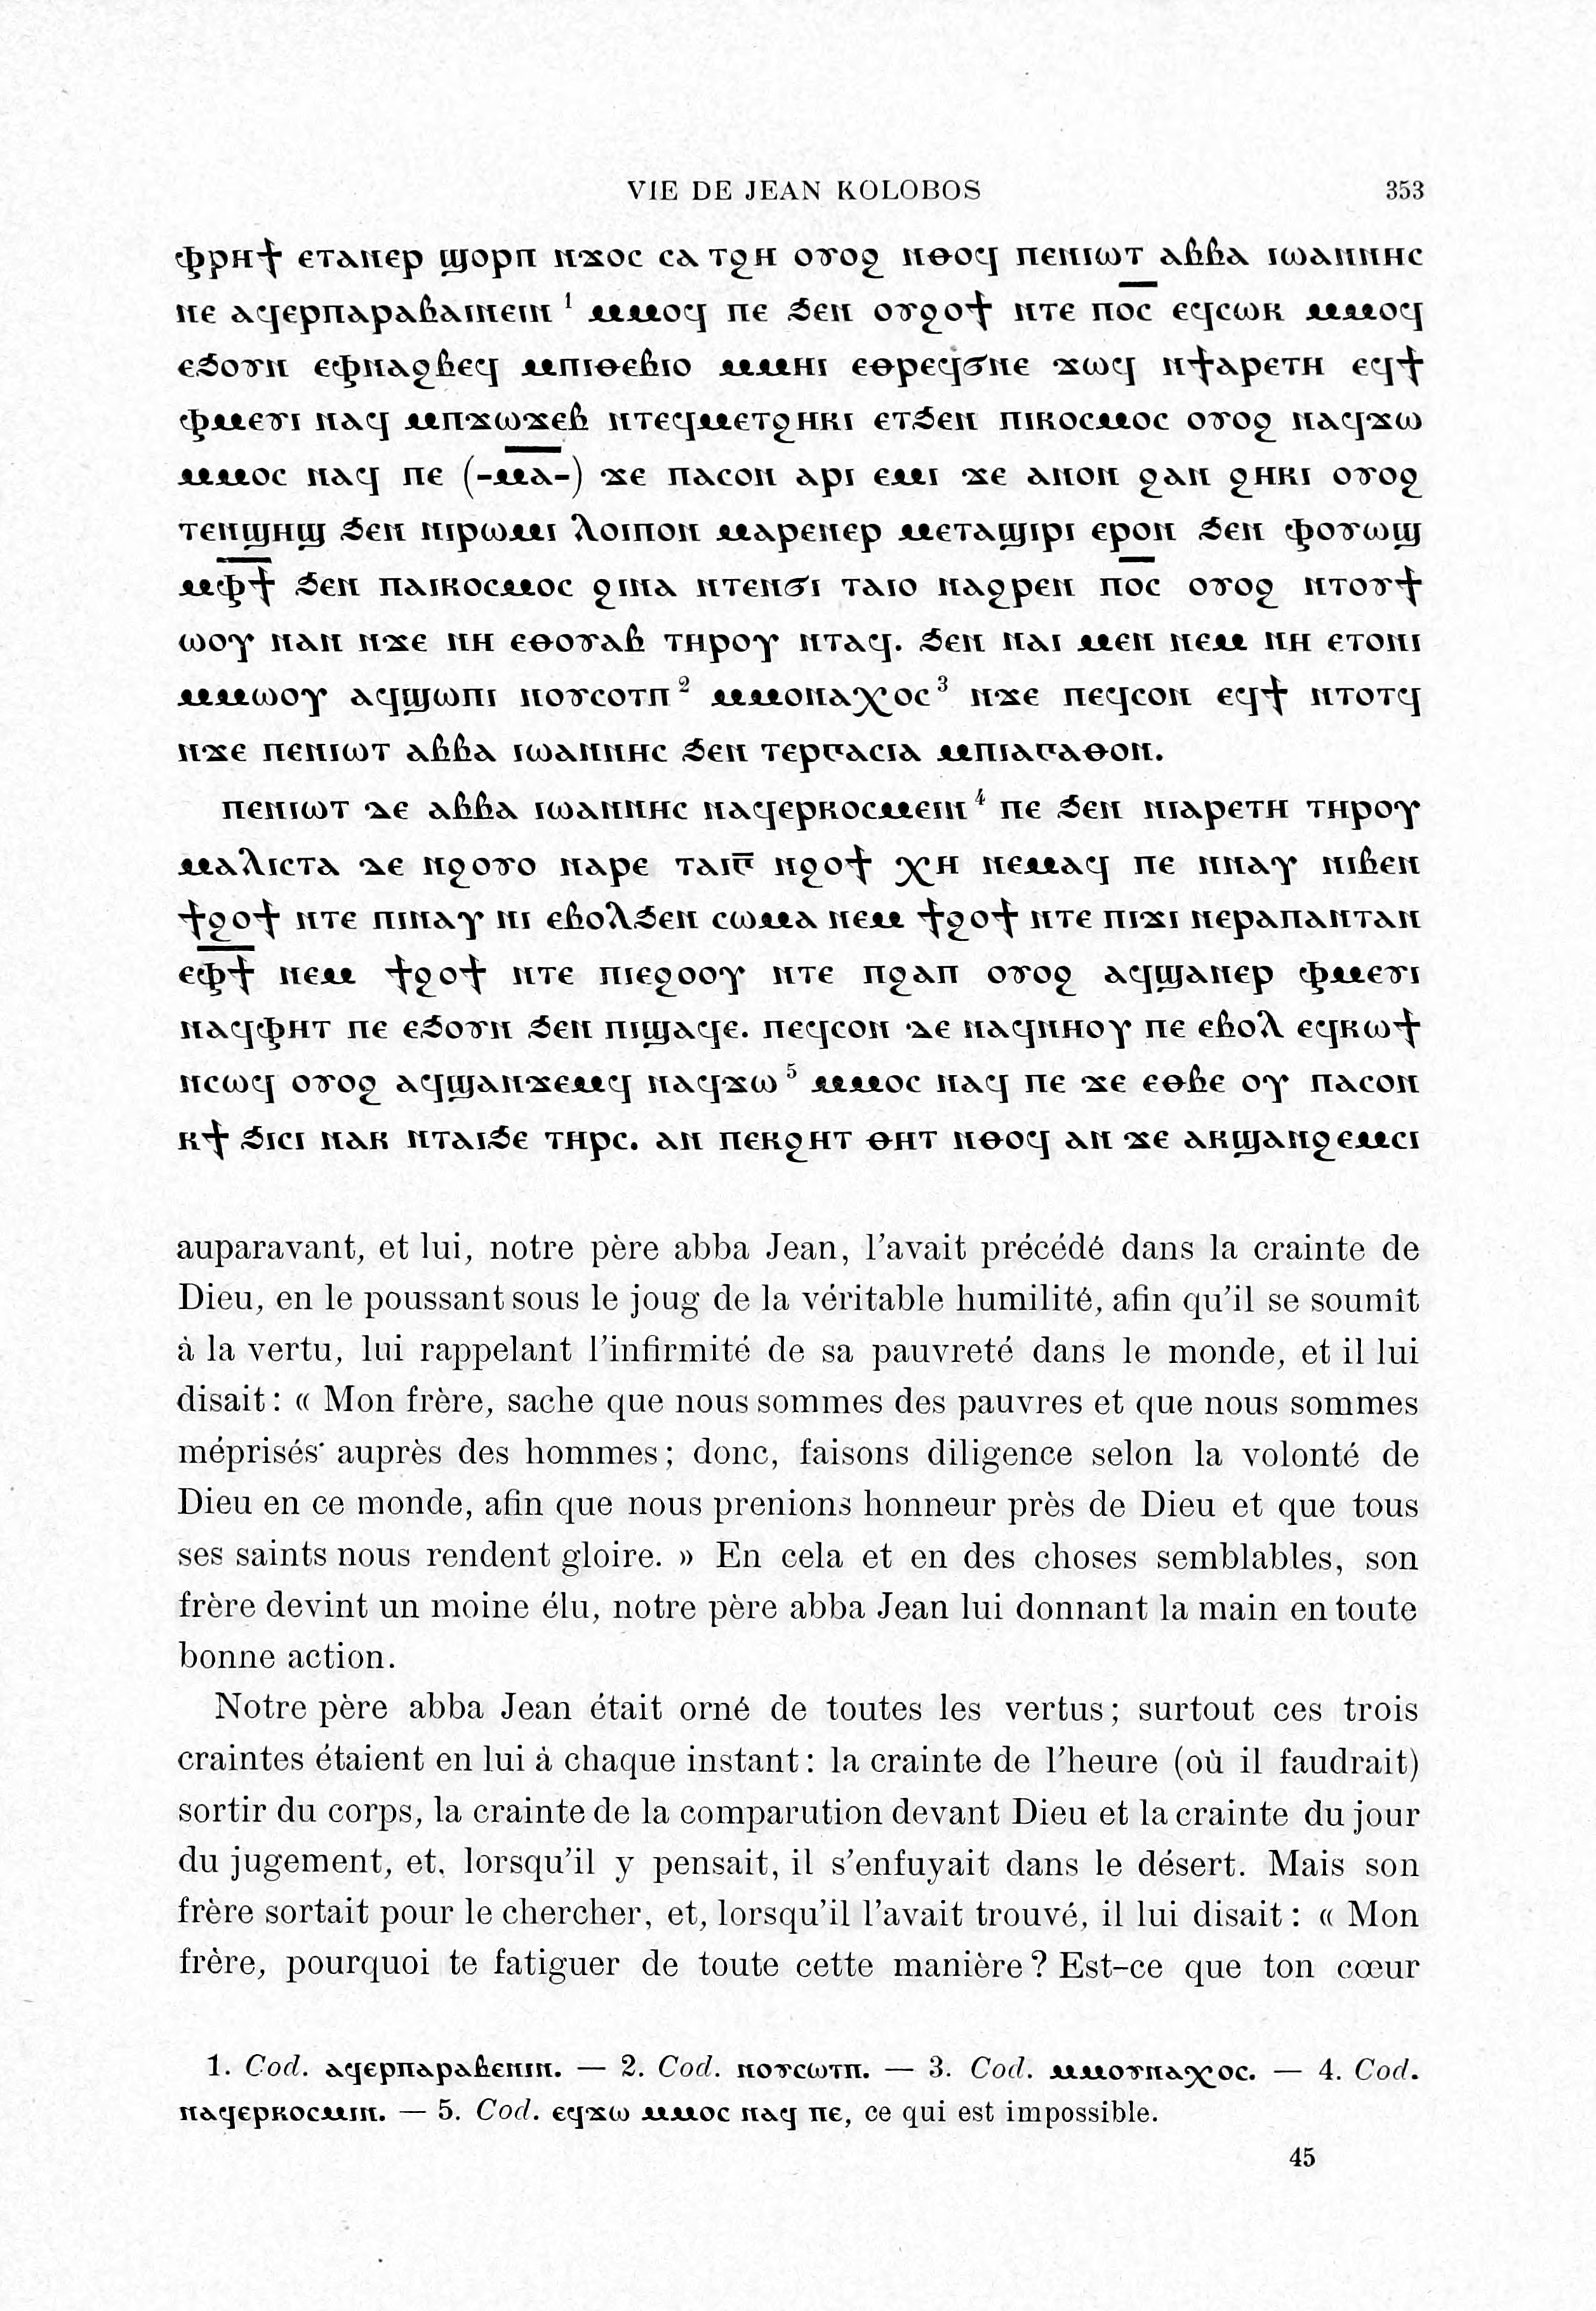 VIE DE JEAN KOLOBOS 353
ⲫⲣⲏϯ ⲉⲧⲁⲛⲉⲣ ϣⲟⲣⲡ ⲛϫⲟⲥ ⲥⲁ ⲧϩⲏ ⲟⲩⲟϩ ⲛⲑⲟϥ ⲡⲉⲛⲓⲱⲧ ⲁⲃⲃⲁ ⲓⲱⲁⲛⲛⲏⲥ
ⲛⲉ ⲁϥⲉⲣⲡⲁⲣⲁⲃⲁⲓⲛⲉⲓⲛ ¹ ⲙⲙⲟϥ ⲡⲉ ϧⲉⲛ ⲟⲩϩⲟϯ ⲛⲧⲉ ⲡⲟ̅ⲥ̅ ⲉϥⲥⲱⲕ ⲙⲙⲟϥ
ⲉϧⲟⲩⲛ ⲉⲫⲛⲁϩⲃⲉϥ ⲙⲡⲓⲑⲉⲃⲓⲟ ⲙⲙⲏⲓ ⲉⲑⲣⲉϥϭⲛⲉ ϫⲱϥ ⲛϯⲁⲣⲉⲧⲏ ⲉϥϯ
ⲫⲙⲉⲩⲓ ⲛⲁϥ ⲙⲡϫⲱϫⲉⲃ ⲛⲧⲉϥⲙⲉⲧϩⲏⲕⲓ ⲉⲧϧⲉⲛ ⲡⲓⲕⲟⲥⲙⲟⲥ ⲟⲩⲟϩ ⲛⲁϥϫⲱ
ⲙⲙⲟⲥ ⲛⲁϥ ⲡⲉ (-ⲙ̅ⲁ̅-) ϫⲉ ⲡⲁⲥⲟⲛ ⲁⲣⲓ ⲉⲙⲓ ϫⲉ ⲁⲛⲟⲛ ϩⲁⲛ ϩⲏⲕⲓ ⲟⲩⲟϩ
ⲧⲉⲛϣⲏϣ ϧⲉⲛ ⲛⲓⲣⲱⲙⲓ ⲗⲟⲓⲡⲟⲛ ⲙⲁⲣⲉⲛⲉⲣ ⲙⲉⲧⲁϣⲓⲣⲓ ⲉⲣⲟⲛ ϧⲉⲛ ⲫⲟⲩⲱϣ
ⲙⲫ̅ϯ̅ ϧⲉⲛ ⲡⲁⲓⲕⲟⲥⲙⲟⲥ ϩⲓⲛⲁ ⲛⲧⲉⲛϭⲓ ⲧⲁⲓⲟ ⲛⲁϩⲣⲉⲛ ⲡⲟ̅ⲥ̅ ⲟⲩⲟϩ ⲛⲧⲟⲩϯ
ⲱⲟⲩ ⲛⲁⲛ ⲛϫⲉ ⲛⲏ ⲉⲑⲟⲩⲁⲃ ⲧⲏⲣⲟⲩ ⲛⲧⲁϥ. ϧⲉⲛ ⲛⲁⲓ ⲙⲉⲛ ⲛⲉⲙ ⲛⲏ ⲉⲧⲟⲛⲓ
ⲙⲙⲱⲟⲩ ⲁϥϣⲱⲡⲓ ⲛⲟⲩⲥⲟⲧⲡ ² ⲙⲙⲟⲛⲁⲭⲟⲥ ³ ⲛϫⲉ ⲡⲉϥⲥⲟⲛ ⲉϥϯ ⲛⲧⲟⲧϥ
ⲛϫⲉ ⲡⲉⲛⲓⲱⲧ ⲁⲃⲃⲁ ⲓⲱⲁⲛⲛⲏⲥ ϧⲉⲛ ⲧⲉⲣⲅⲁⲥⲓⲁ ⲙⲡⲓⲁⲅⲁⲑⲟⲛ.
ⲡⲉⲛⲓⲱⲧ ⲇⲉ ⲁⲃⲃⲁ ⲓⲱⲁⲛⲛⲏⲥ ⲛⲁϥⲉⲣⲕⲟⲥⲙⲉⲓⲛ ⁴ ⲡⲉ ϧⲉⲛ ⲛⲓⲁⲣⲉⲧⲏ ⲧⲏⲣⲟⲩ
ⲙⲁⲗⲓⲥⲧⲁ ⲇⲉ ⲛϩⲟⲩⲟ ⲛⲁⲣⲉ ⲧⲁⲓⲅ̅ ⲛϩⲟϯ ⲭⲏ ⲛⲉⲙⲁϥ ⲡⲉ ⲛⲛⲁⲩ ⲛⲓⲃⲉⲛ
ϯϩⲟϯ ⲛⲧⲉ ⲡⲓⲛⲁⲩ ⲛⲓ ⲉⲃⲟⲗϧⲉⲛ ⲥⲱⲙⲁ ⲛⲉⲙ ϯϩⲟϯ ⲛⲧⲉ ⲡⲓϫⲓ ⲛⲉⲣⲁⲡⲁⲛⲧⲁⲛ
ⲉⲫ̅ϯ̅ ⲛⲉⲙ ϯϩⲟϯ ⲛⲧⲉ ⲡⲓⲉϩⲟⲟⲩ ⲛⲧⲉ ⲡϩⲁⲡ ⲟⲩⲟϩ ⲁϥϣⲁⲛⲉⲣ ⲫⲙⲉⲩⲓ
ⲛⲁϥⲫⲏⲧ ⲡⲉ ⲉϧⲟⲩⲛ ϧⲉⲛ ⲡⲓϣⲁϥⲉ. ⲡⲉϥⲥⲟⲛ ⲇⲉ ⲛⲁϥⲛⲏⲟⲩ ⲡⲉ ⲉⲃⲟⲗ ⲉϥⲕⲱϯ
ⲛⲥⲱϥ ⲟⲩⲟϩ ⲁϥϣⲁⲛϫⲉⲙϥ ⲛⲁϥϫⲱ ⁵ ⲙⲙⲟⲥ ⲛⲁϥ ⲡⲉ ϫⲉ ⲉⲑⲃⲉ ⲟⲩ ⲡⲁⲥⲟⲛ
ⲕϯ ϧⲓⲥⲓ ⲛⲁⲕ ⲛⲧⲁⲓϧⲉ ⲧⲏⲣⲥ. ⲁⲛ ⲡⲉⲕϩⲏⲧ ⲑⲏⲧ ⲛⲑⲟϥ ⲁⲛ ϫⲉ ⲁⲕϣⲁⲛϩⲉⲙⲥⲓ
auparavant, et lui, notre père abba Jean, l'avait précédé dans la crainte de
Dieu, en le poussant sous le joug de la véritable humilité, afin qu'il se soumît
à la vertu, lui rappelant l'infirmité de sa pauvreté dans le monde, et il lui
disait : « Mon frère, sache que nous sommes des pauvres et que nous sommes
méprisés auprès des hommes ; donc, faisons diligence selon la volonté de
Dieu en ce monde, afin que nous prenions honneur près de Dieu et que tous
ses saints nous rendent gloire. » En cela et en des choses semblables, son
frère devint un moine élu, notre père abba Jean lui donnant la main en toute
bonne action.
Notre père abba Jean était orné de toutes les vertus ; surtout ces trois
craintes étaient en lui à chaque instant : la crainte de l'heure (où il faudrait)
sortir du corps, la crainte de la comparution devant Dieu et la crainte du jour
du jugement, et, lorsqu'il y pensait, il s'enfuyait dans le désert. Mais son
frère sortait pour le chercher, et, lorsqu'il l'avait trouvé, il lui disait : « Mon
frère, pourquoi te fatiguer de toute cette manière ? Est-ce que ton cœur
1. Cod. ⲁϥⲉⲣⲡⲁⲣⲁⲃⲉⲛⲓⲛ. — 2. Cod. ⲛⲟⲩⲥⲱⲧⲡ. — 3. Cod. ⲙⲙⲟⲩⲛⲁⲭⲟⲥ. — 4. Cod.
ⲛⲁϥⲉⲣⲕⲟⲥⲙⲓⲛ. — 5. Cod. ⲉϥϫⲱ ⲙⲙⲟⲥ ⲛⲁϥ ⲡⲉ, ce qui est impossible.
45